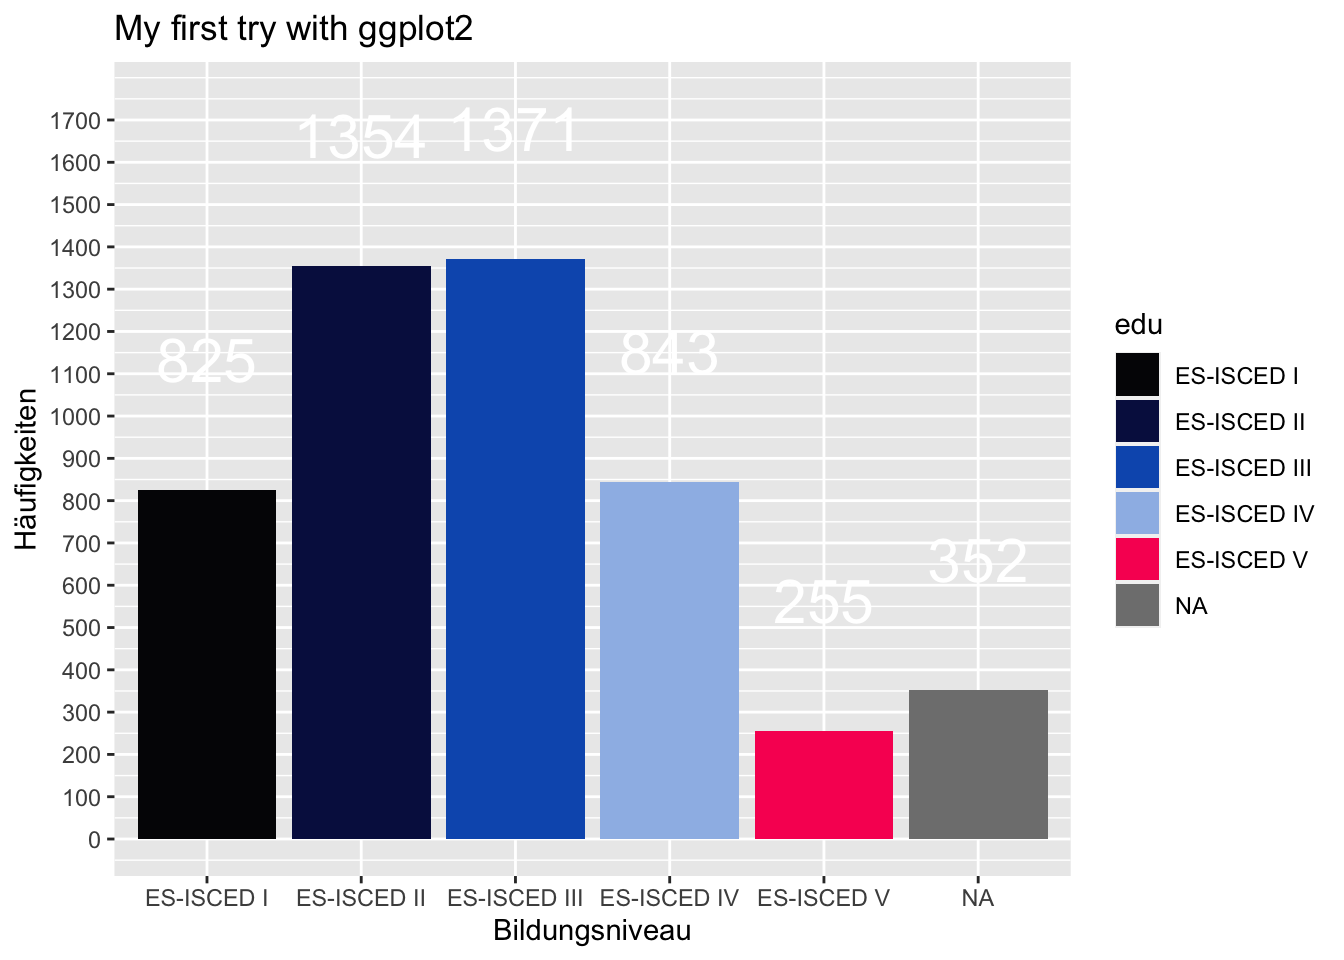 My first try with ggplot2
Häufigkeiten
1700
1600
1500
1400
1300
1200
1100
1000
900
800
700
600
500
400
300
200
100
0
825
1354
1371
843
255
352
ES-ISCED I
ES-ISCED II
ES-ISCED III
ES-ISCED IV
ES-ISCED V
NA
Bildungsniveau
edu
ES-ISCED I
ES-ISCED II
ES-ISCED III
ES-ISCED IV
ES-ISCED V
NA